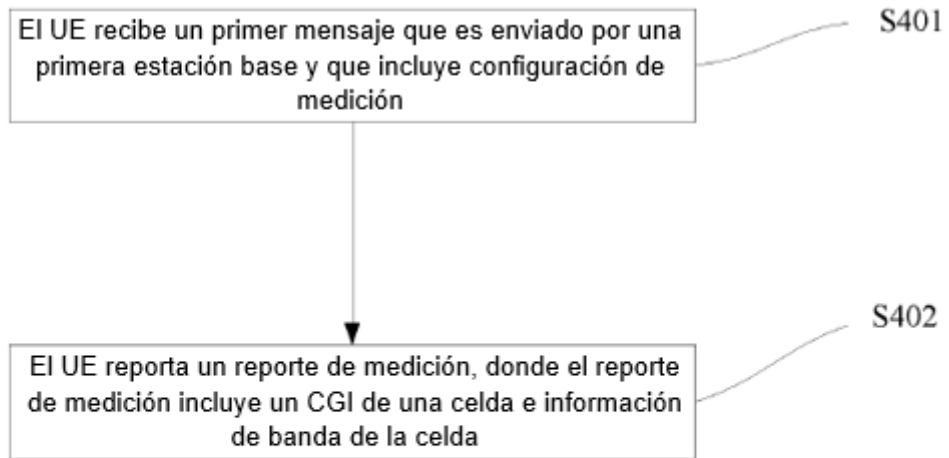 El UE recibe un primer mensaje que es enviado por una
primera estación base y que incluye configuración de
medición
S401
El UE reporta un reporte de medición, donde el reporte
de medición incluye un CGI de una celda e información
de banda de la celda
S402